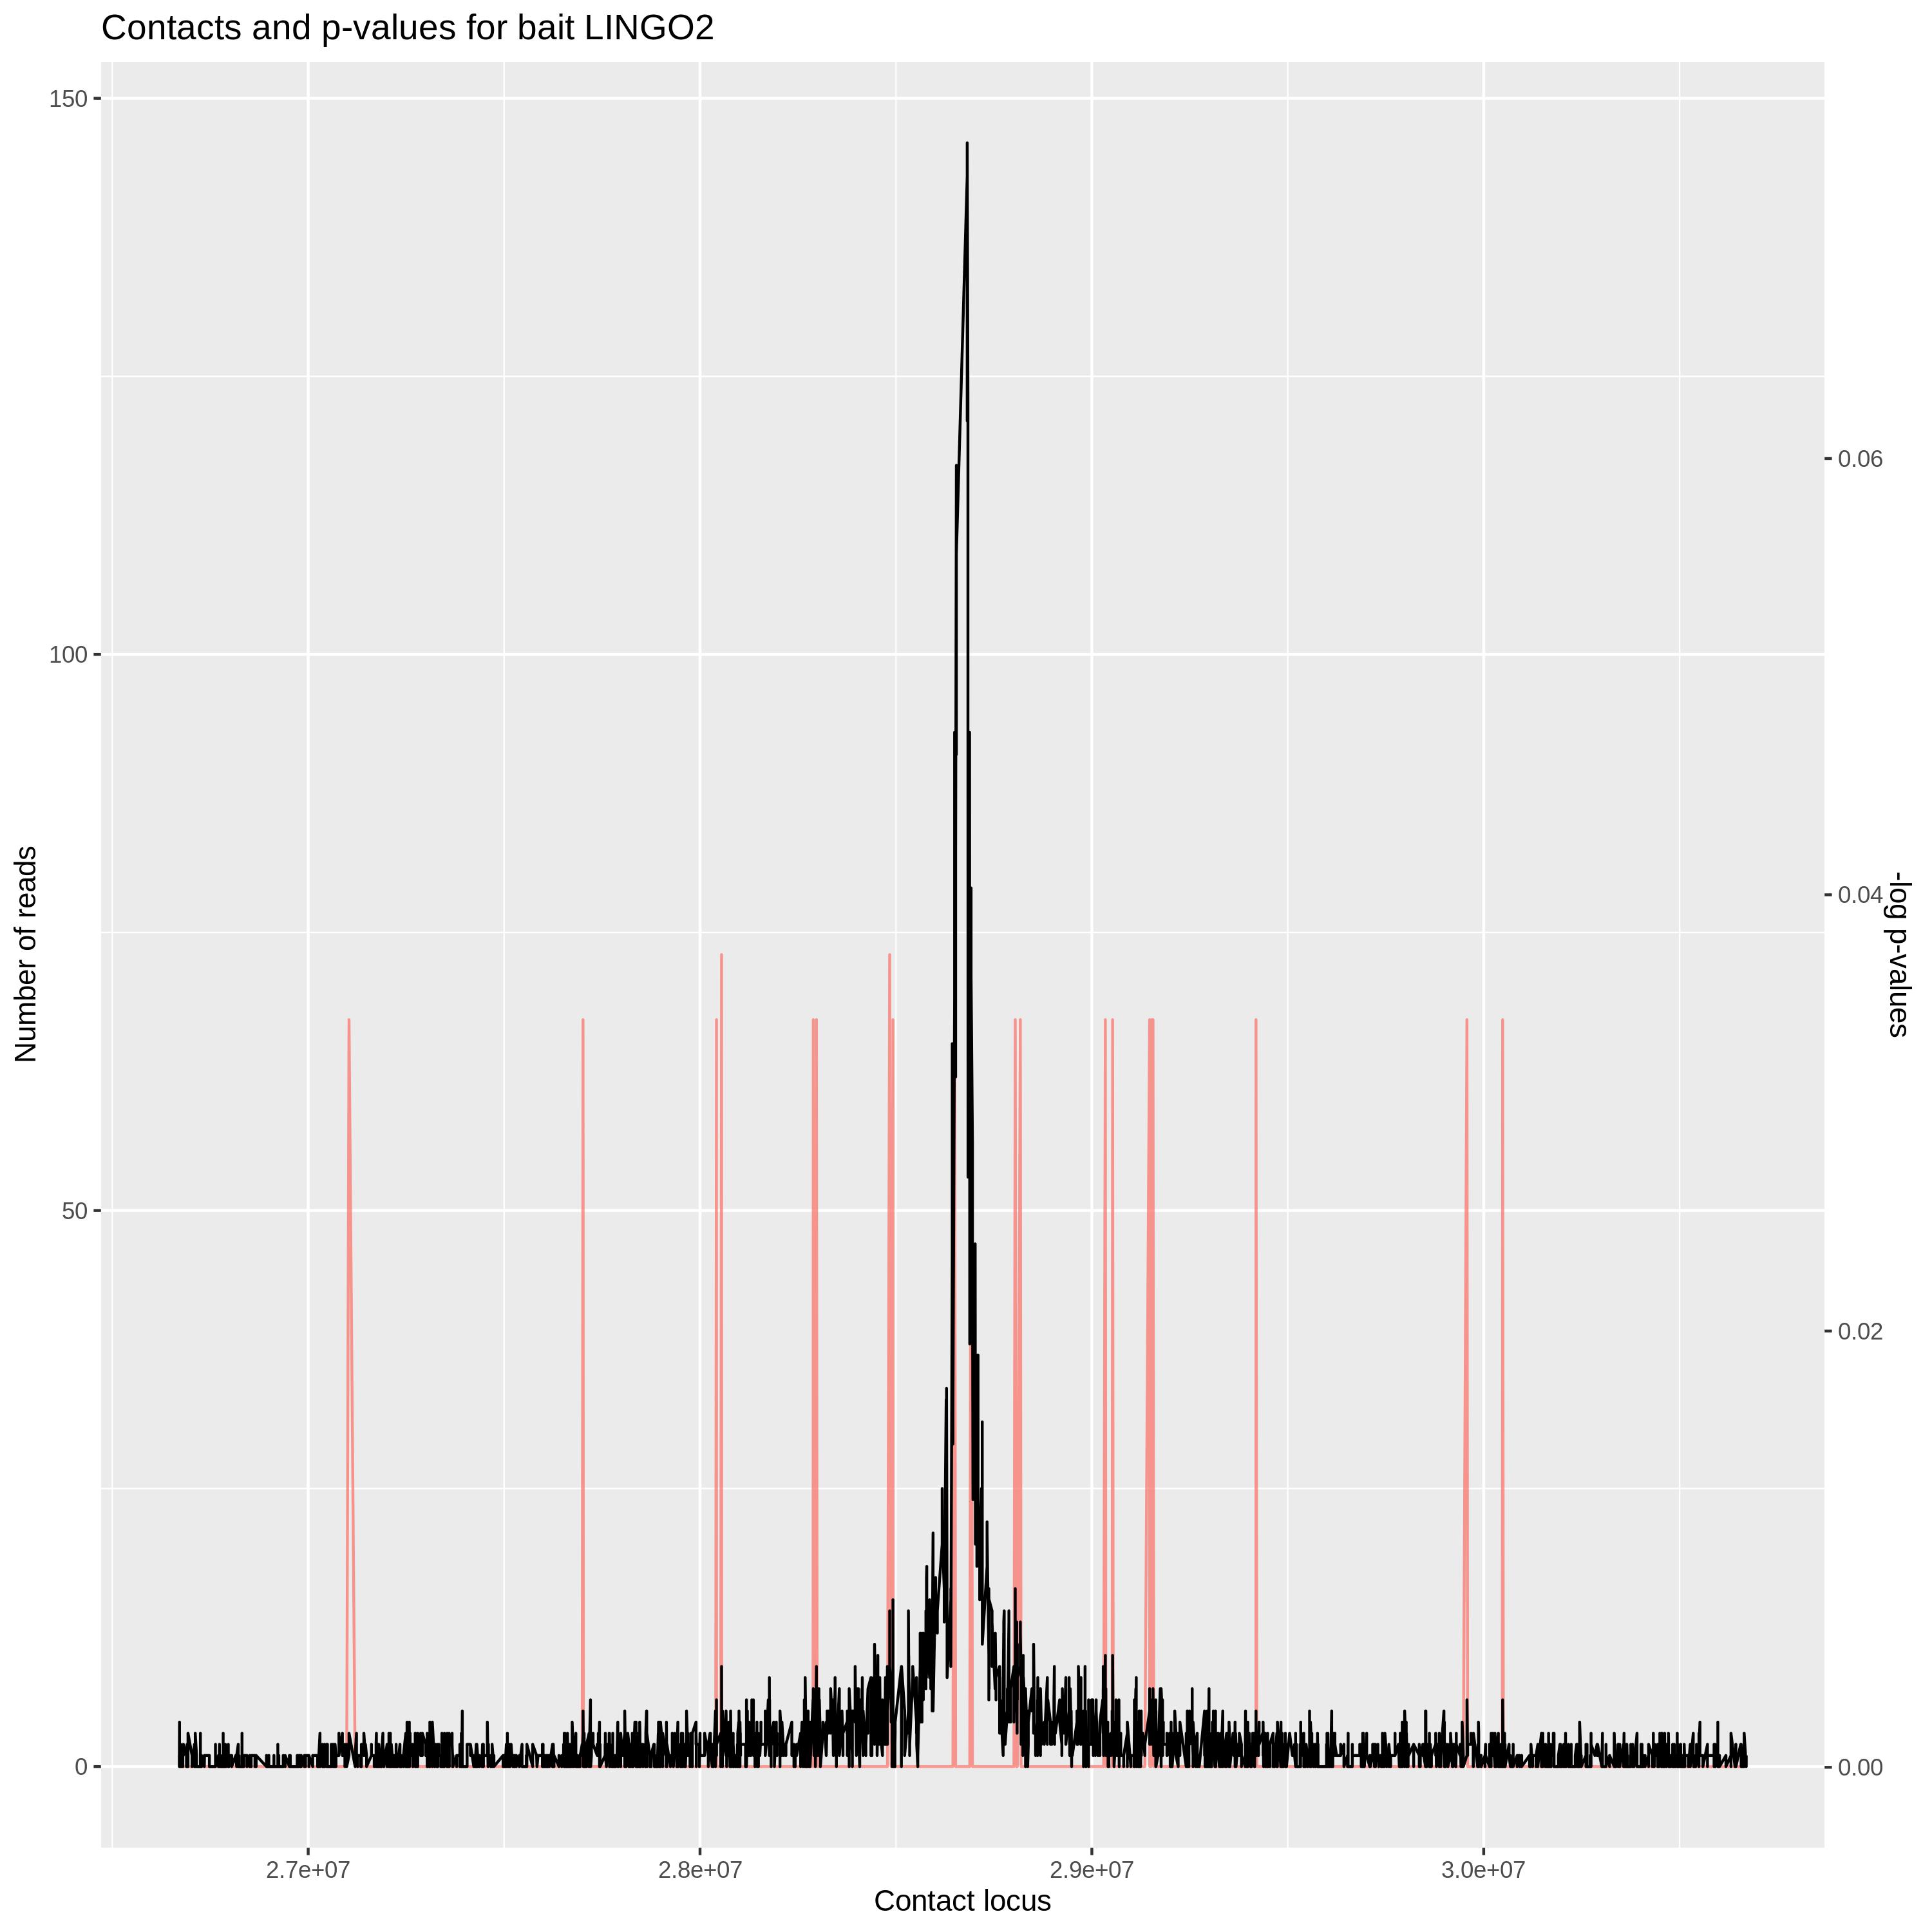 Contacts and p-values for bait LINGO2
150
100
50
0
Number of reads
0.06
0.04
0.02
0.00
-log p-values
2.7e+07 2.8e+07 2.9e+07 3.0e+07
Contact locus